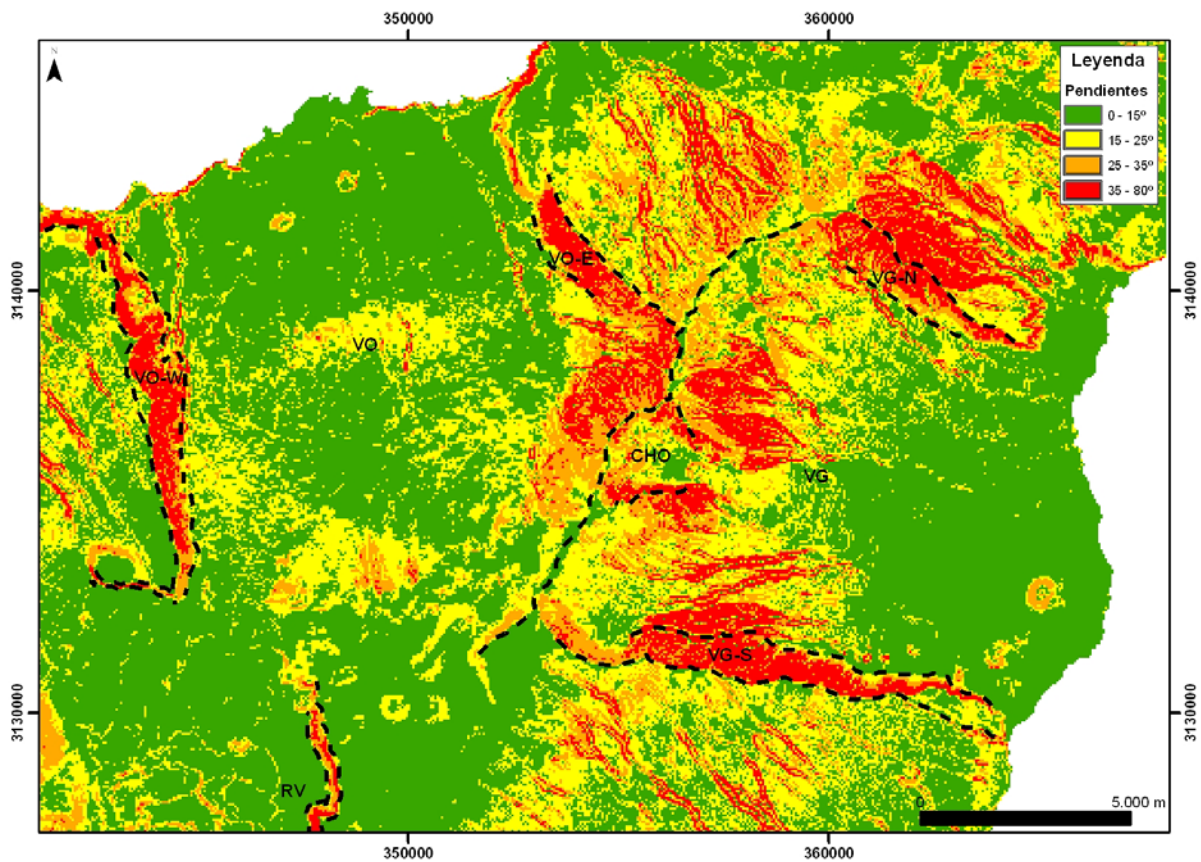 350000
360000
N
Leyenda
Pendientes
0 - 15º
15 - 25º
25 - 35º
35 - 80º
VO-E
VG-N
3140000
3140000
VO
VO-W
CHO
VG
VG-S
3130000
3130000
RV
0
5.000 m
350000
360000